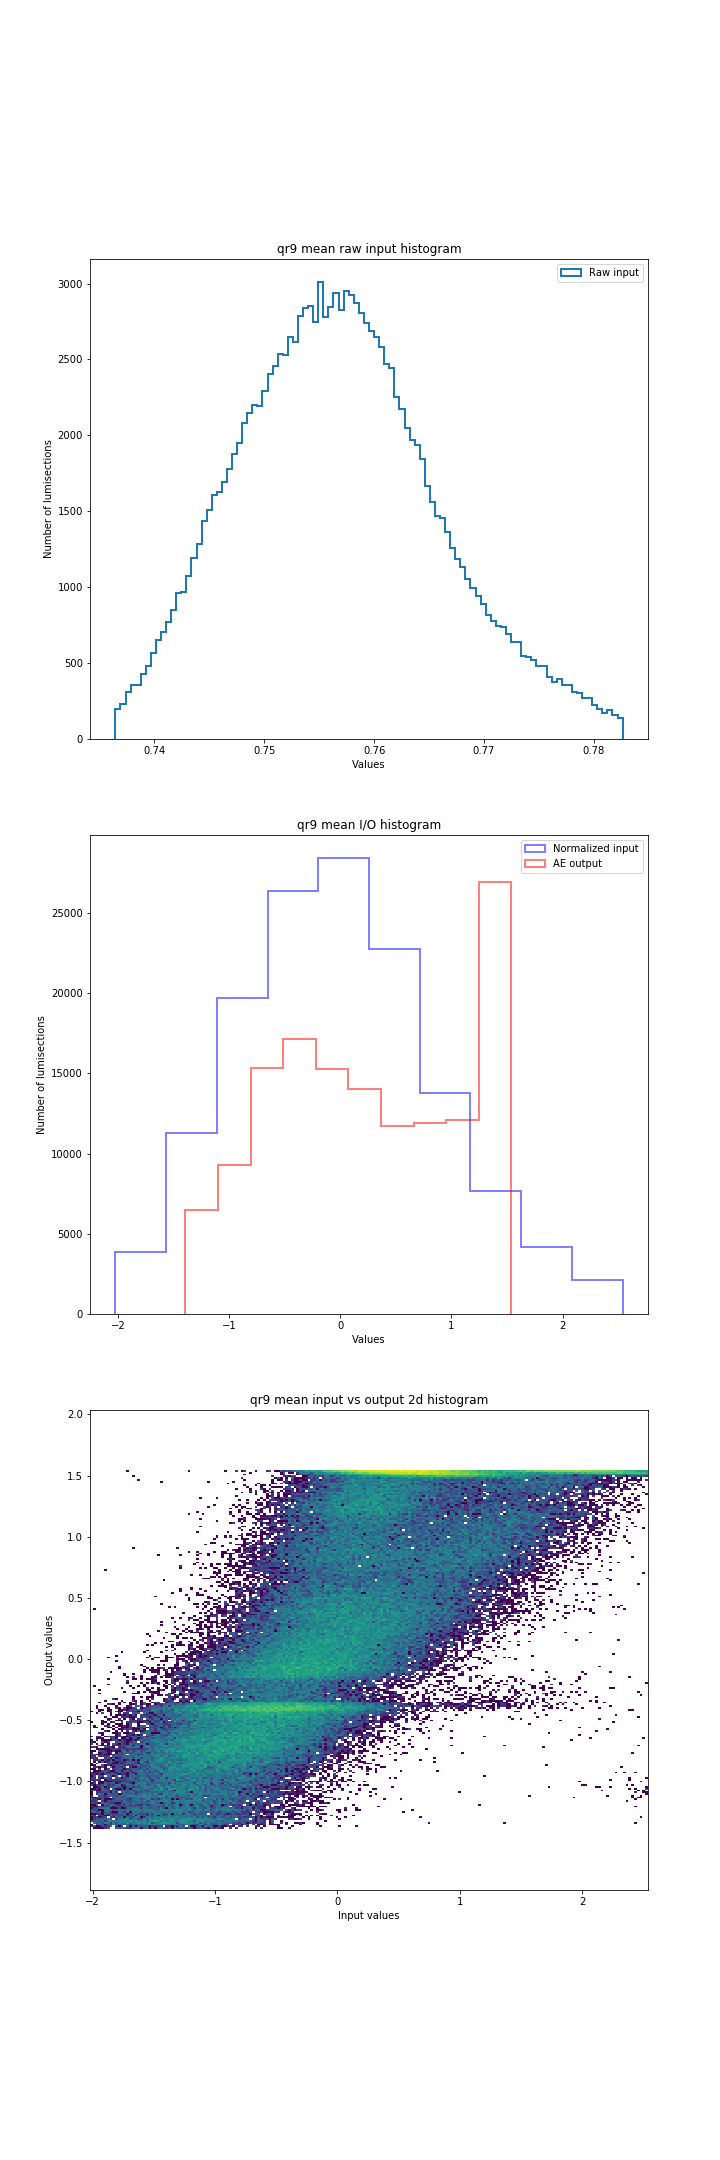 qr9 mean raw input histogram
Raw input
3000
2500
2000
1500
1000
500
0
Number of lumisections
0.74 0.75 0.76 0.77 0.78
Values
qr9 mean I/O histogram
Normalized input
AE output
25000
20000
15000
10000
5000
0
Number of lumisections
−2 −1 0 1 2
Values
qr9 mean input vs output 2d histogram
2.0
1.5
1.0
0.5
0.0
−0.5
−1.0
−1.5
Output values
−2 −1 0 1 2
Input values